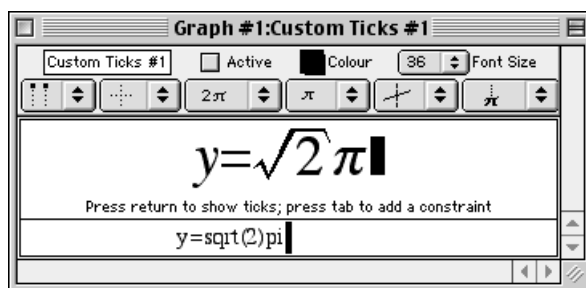 Graph #1:Custom Ticks #1
Custom Ticks #1 Active Colour 36 Font Size
2π π π
y=√2π
Press return to show ticks; press tab to add a constraint
y=sqrt(2)pi